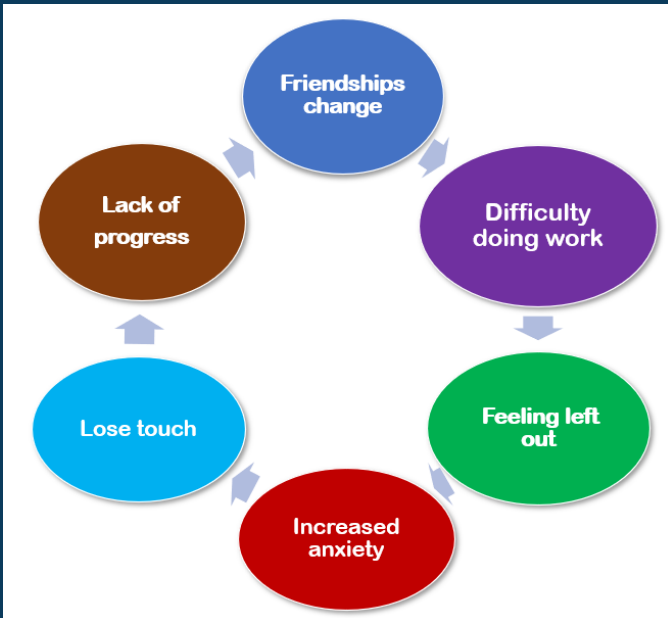 Friendships
change
Difficulty
doing work
Feeling left
out
Increased
anxiety
Lose touch
Lack of
progress